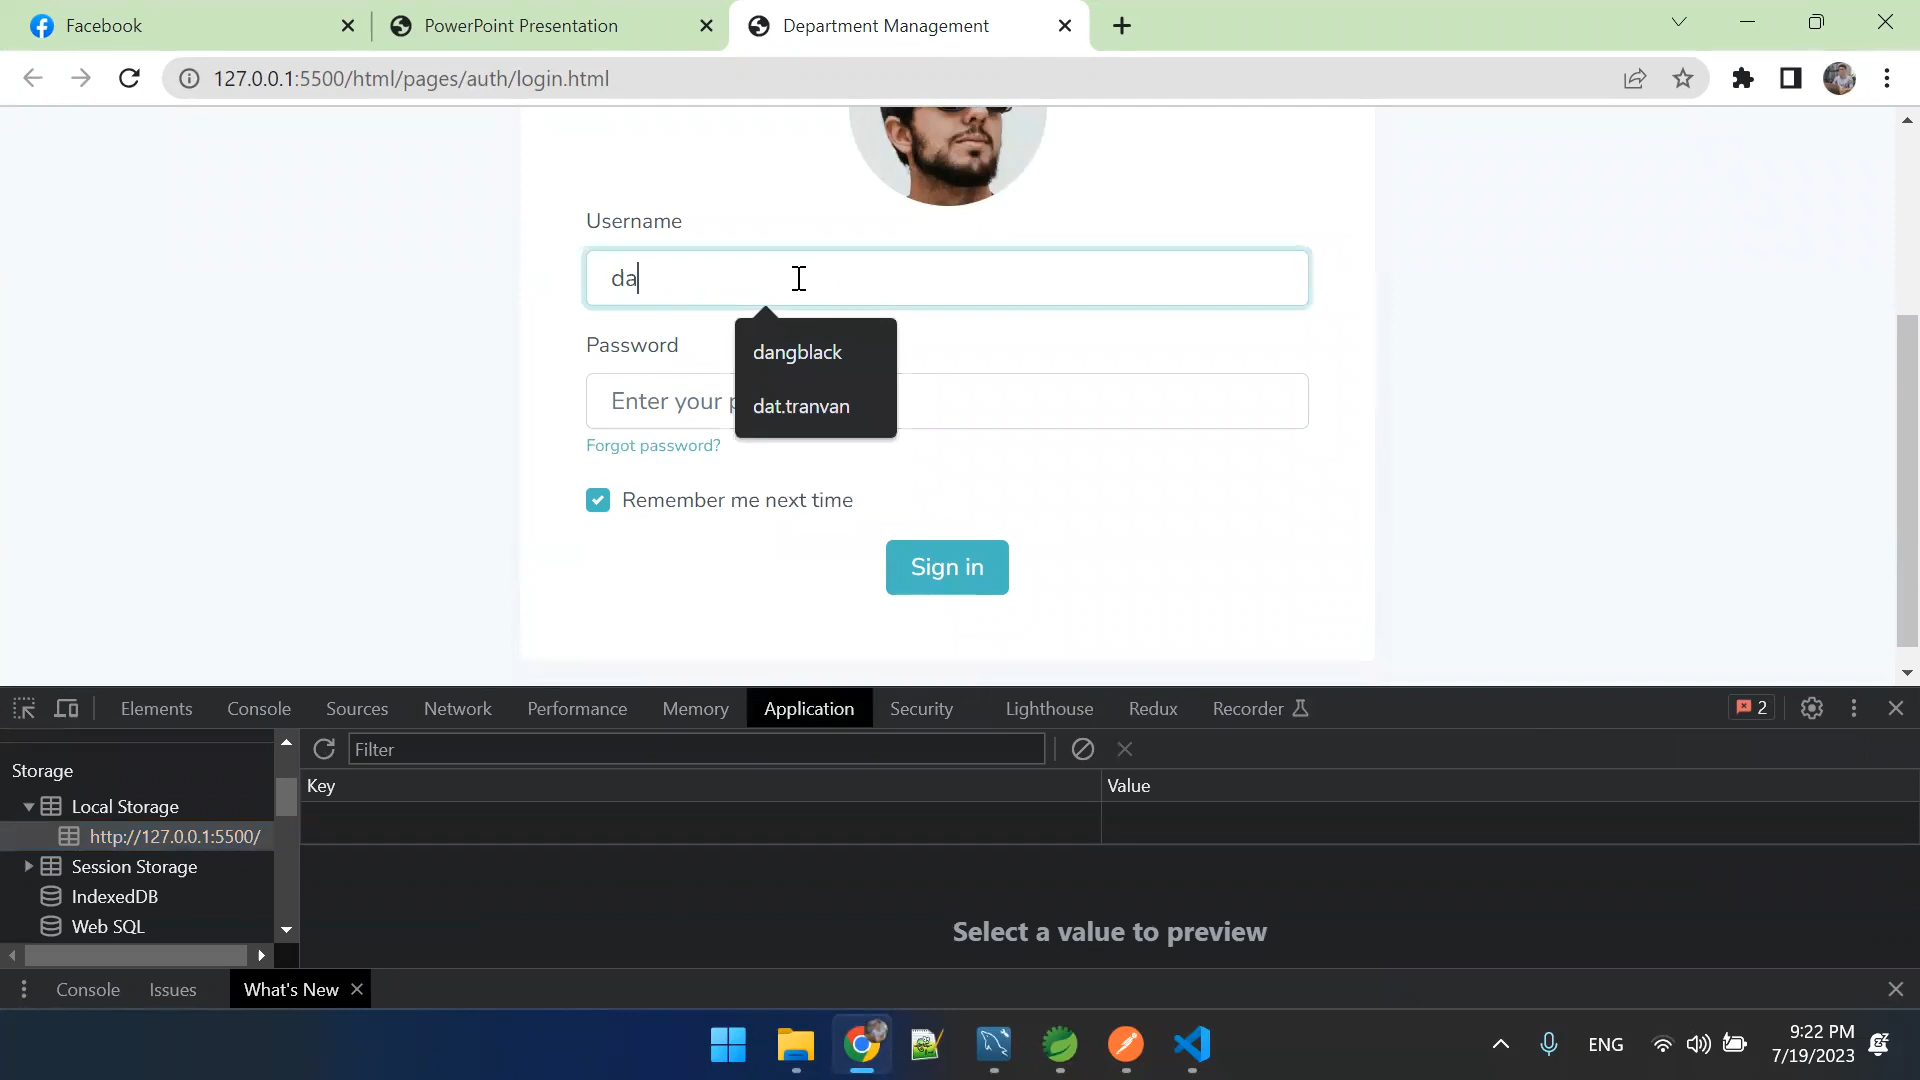 Facebook
PowerPoint Presentation
Department Management
127.0.0.1:5500/html/pages/auth/login.html
Username
da
dangblack
dat.tranvan
Password
Enter your p
Forgot password?
Remember me next time
Sign in
Elements Console Sources Network Performance Memory Application Security Lighthouse Redux Recorder 2
Filter
Storage
Key Value
Local Storage
http://127.0.0.1:5500/
Session Storage
IndexedDB
Web SQL
Select a value to preview
Console Issues What's New
ENG
9:22 PM
7/19/2023